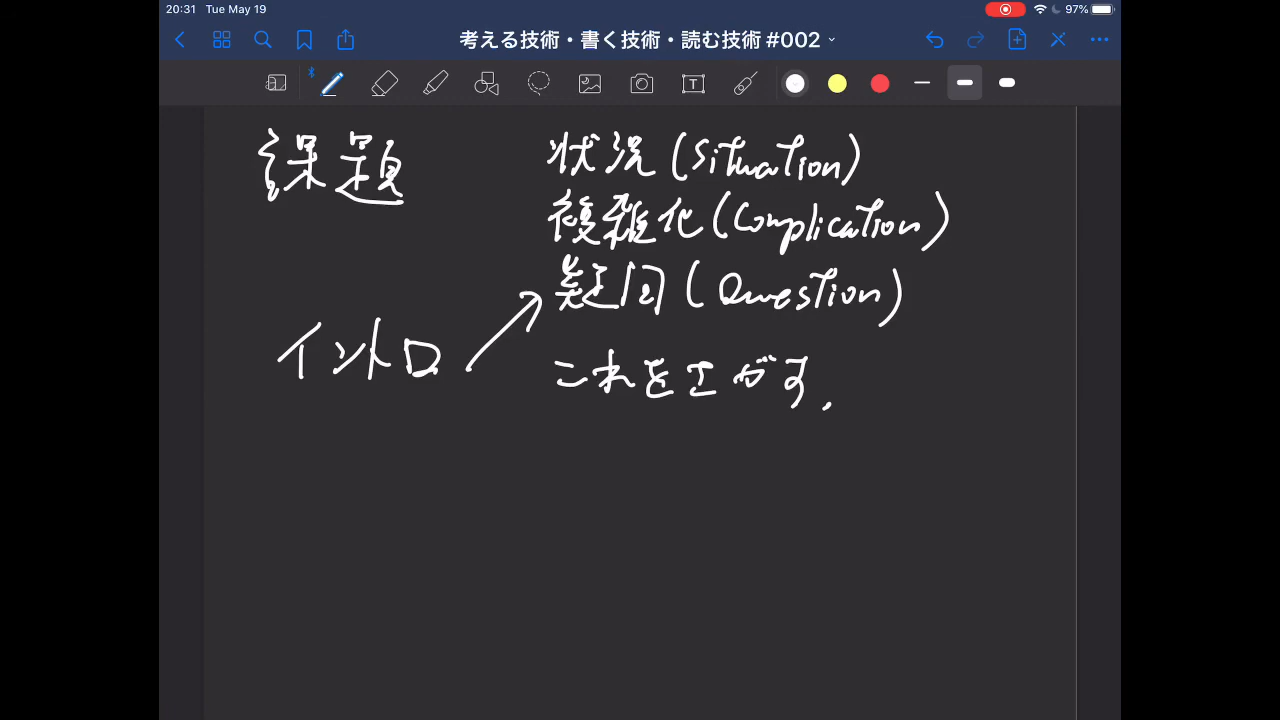 20:31 Tue May 19 97%
考える技術・書く技術・読む技術 #002
T
課題
状況(Situation)
複雑化(Complication)
疑問(Question)
イントロ
これをさがす.